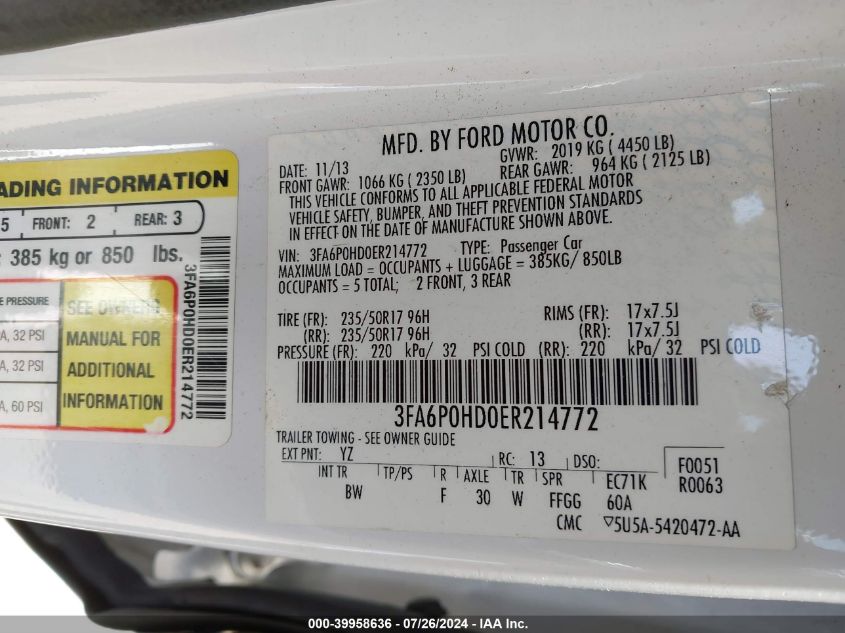 ADING INFORMATION
5 FRONT: 2 REAR: 3
: 385 kg or 850 lbs.
E PRESSURE
A, 32 PSI
A, 32 PSI
A, 60 PSI
SEE OWNERS
MANUAL FOR
ADDITIONAL
INFORMATION
3FA6P0HD0ER214772
MFD. BY FORD MOTOR CO.
DATE: 11/13 GVWR: 2019 KG ( 4450 LB)
FRONT GAWR: 1066 KG ( 2350 LB) REAR GAWR: 964 KG ( 2125 LB)
THIS VEHICLE CONFORMS TO ALL APPLICABLE FEDERAL MOTOR
VEHICLE SAFETY, BUMPER, AND THEFT PREVENTION STANDARDS
IN EFFECT ON THE DATE OF MANUFACTURE SHOWN ABOVE.
VIN: 3FA6P0HD0ER214772 TYPE: Passenger Car
MAXIMUM LOAD = OCCUPANTS + LUGGAGE = 385KG/ 850LB
OCCUPANTS = 5 TOTAL; 2 FRONT, 3 REAR
TIRE (FR): 235/50R17 96H RIMS (FR): 17x7.5J
(RR): 235/50R17 96H (RR): 17x7.5J
PRESSURE (FR): 220 kPa/ 32 PSI COLD (RR): 220 kPa/ 32 PSI COLD
3FA6P0HD0ER214772
TRAILER TOWING - SEE OWNER GUIDE
EXT PNT: YZ RC: 13 DSO: F0051
R0063
INT TR TP/PS R AXLE TR SPR EC71K
BW F 30 W FFGG 60A
CMC ▽5U5A-5420472-AA
000-39958636 - 07/26/2024 - IAA Inc.